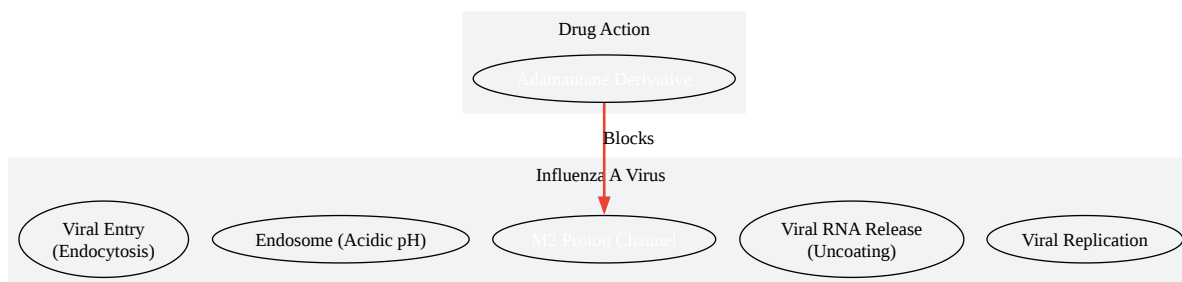 Drug Action
Adamantane Derivative
Blocks
Influenza A Virus
Viral Entry
(Endocytosis)
Endosome (Acidic pH)
M2 Proton Channel
Viral RNA Release
(Uncoating)
Viral Replication